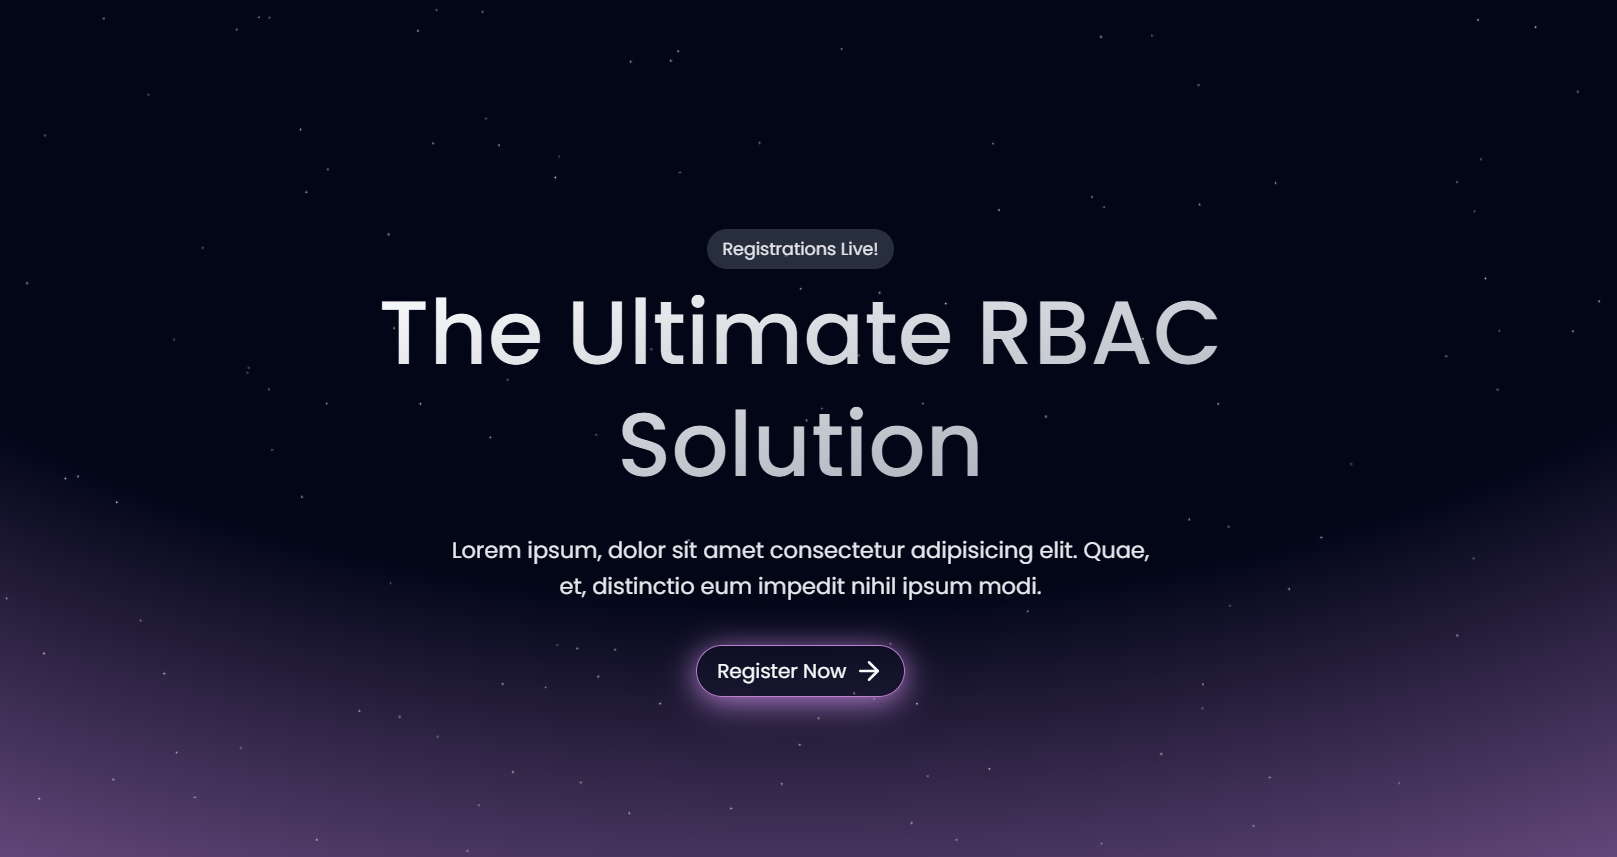 Registrations Live!
The Ultimate RBAC
Solution
Lorem ipsum, dolor sit amet consectetur adipisicing elit. Quae,
et, distinctio eum impedit nihil ipsum modi.
Register Now